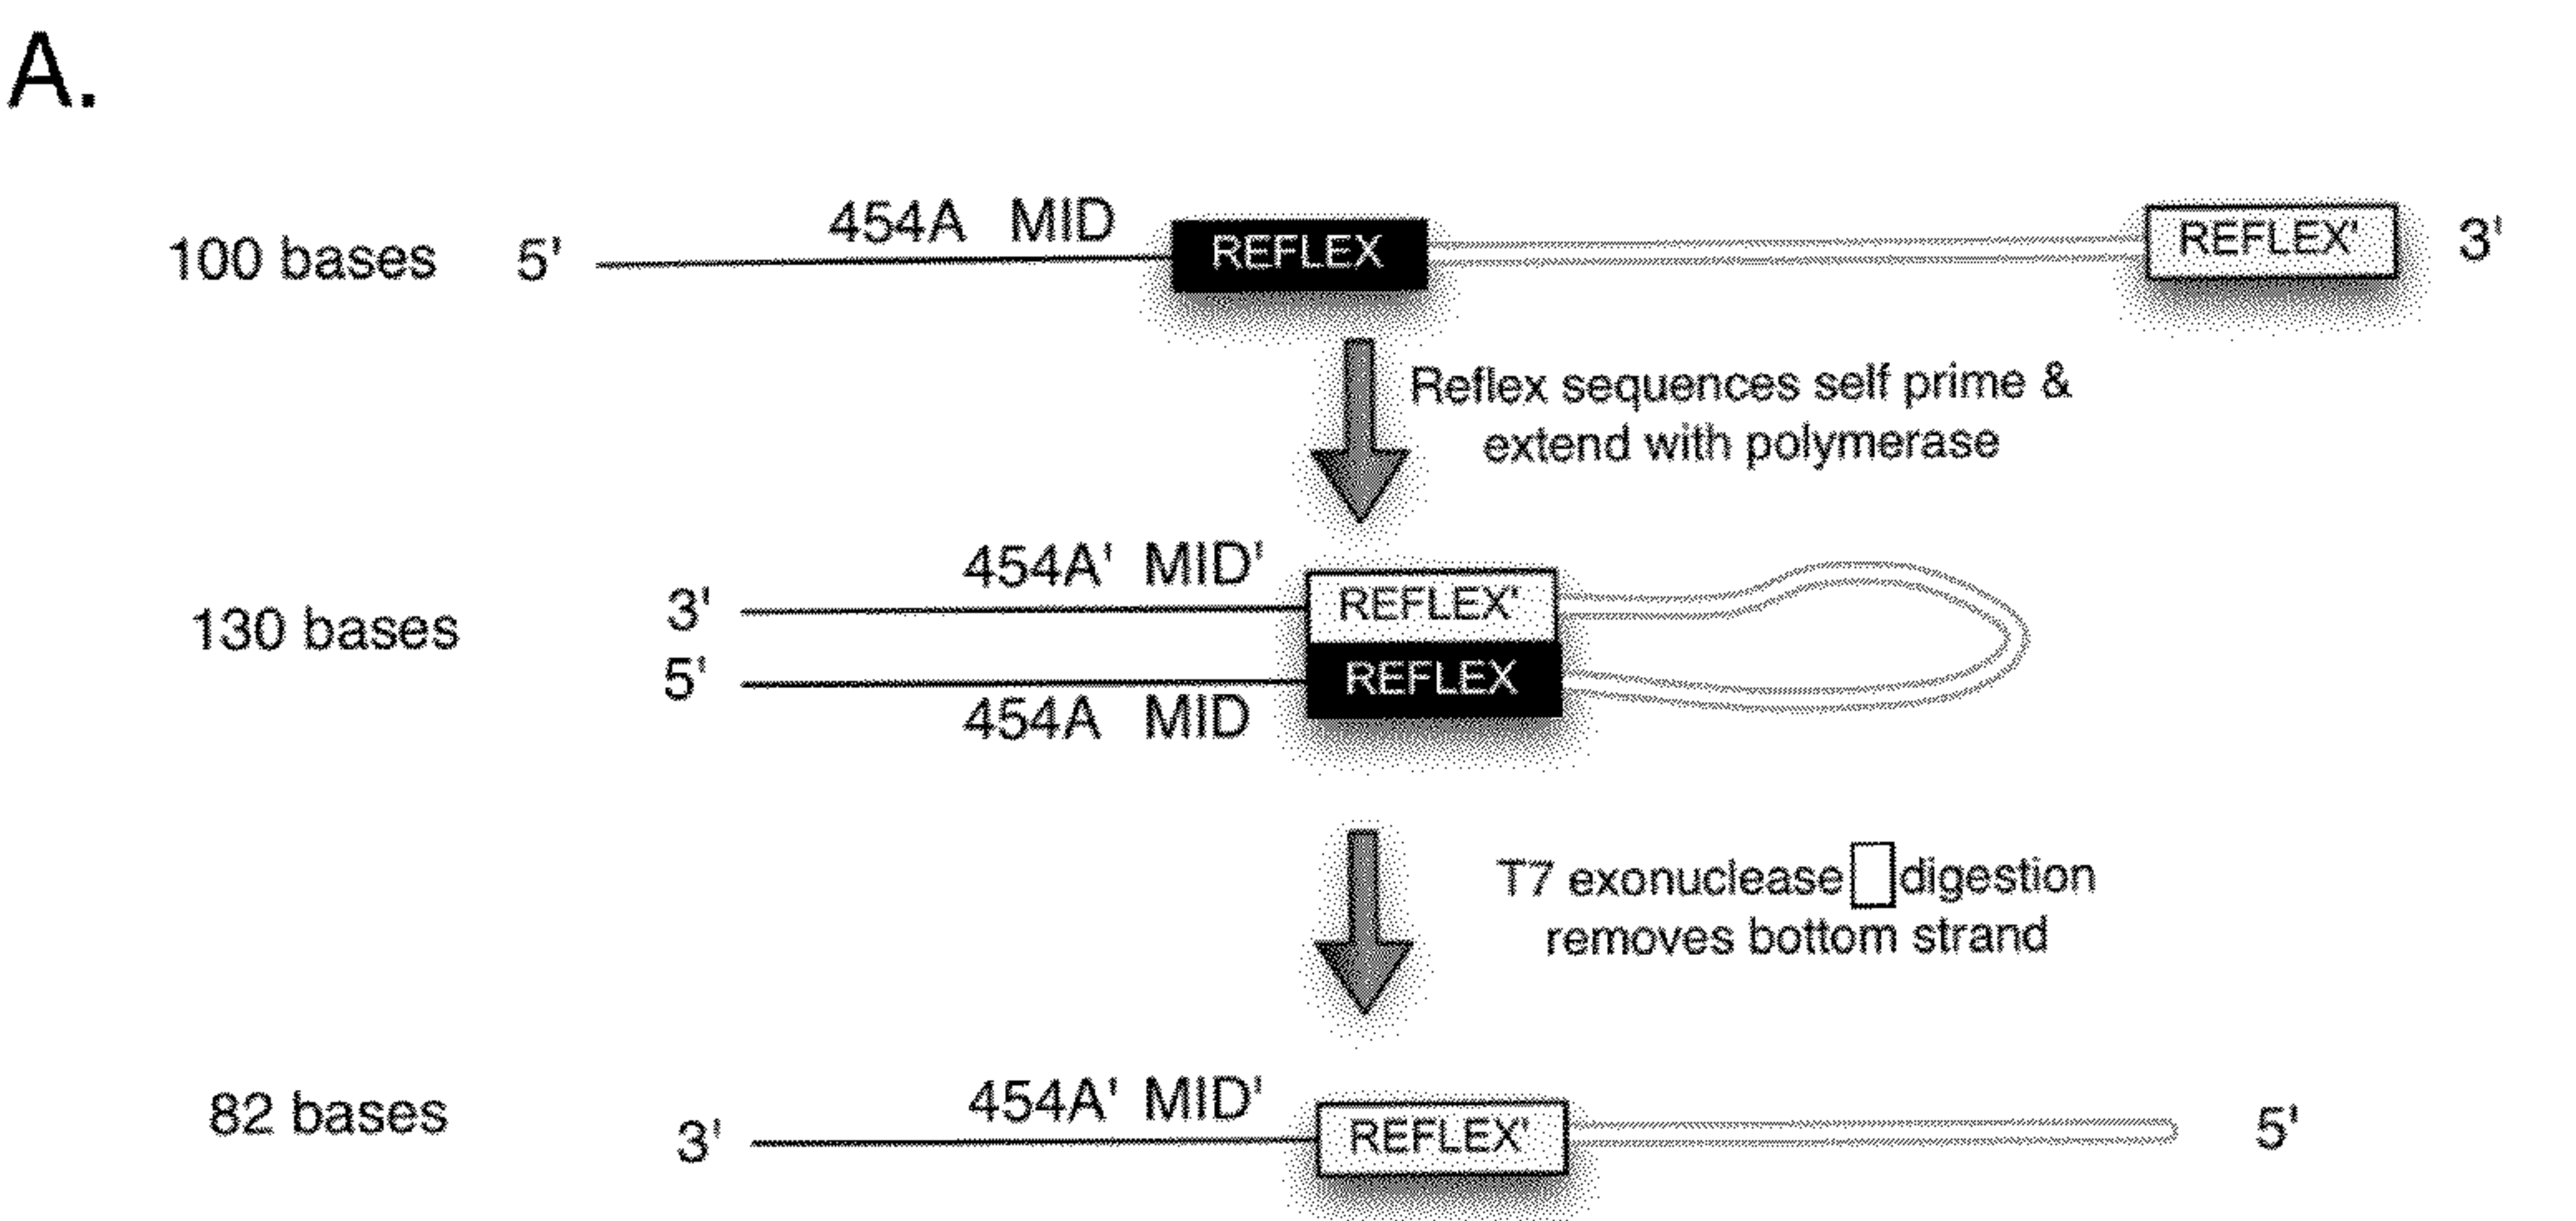 A.
100 bases 5' 454A MID REFLEX REFLEX' 3'
Reflex sequences self prime &
extend with polymerase
454A' MID'
130 bases 3' REFLEX'
5' REFLEX
454A MID
T7 exonuclease digestion
removes bottom strand
454A' MID'
82 bases 3' REFLEX' 5'